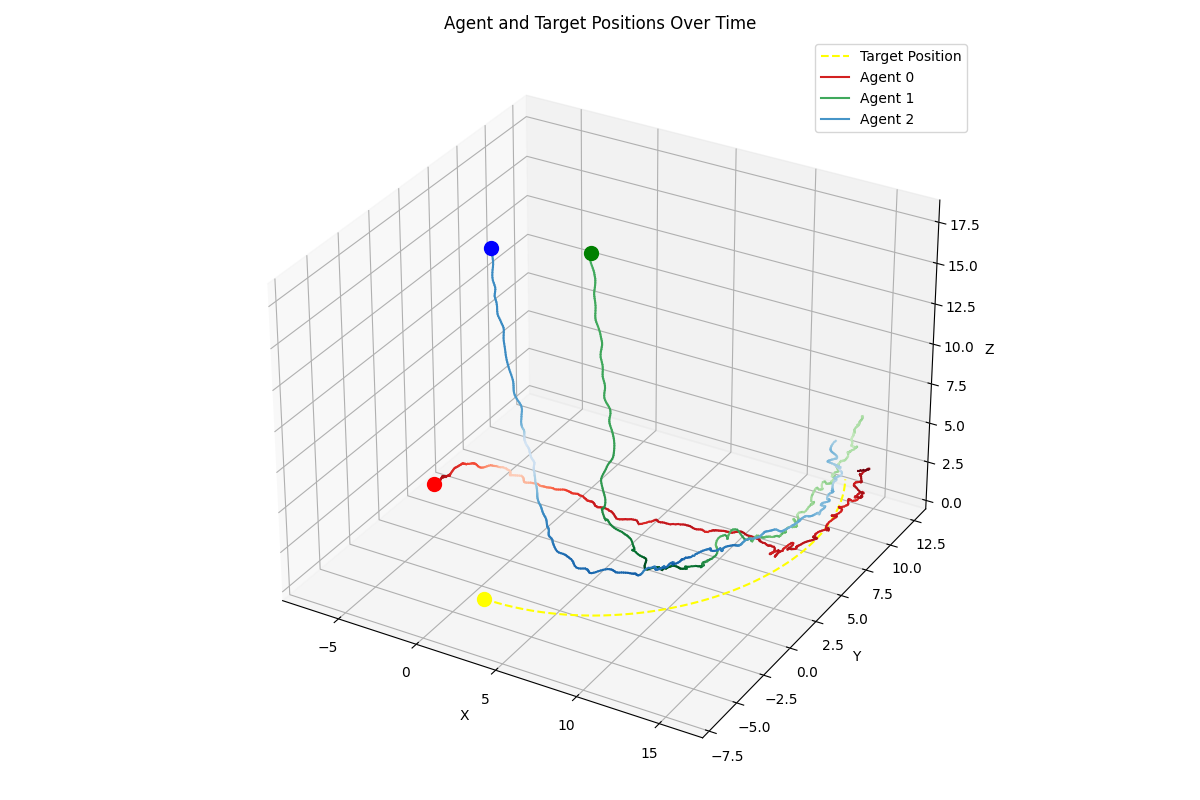 Agent and Target Positions Over Time
Target Position
Agent 0
Agent 1
Agent 2
17.5
15.0
12.5
10.0
7.5
5.0
2.5
0.0
Z
12.5
10.0
7.5
5.0
2.5
0.0
−2.5
−5.0
−7.5
Y
−5
0
5
10
15
X